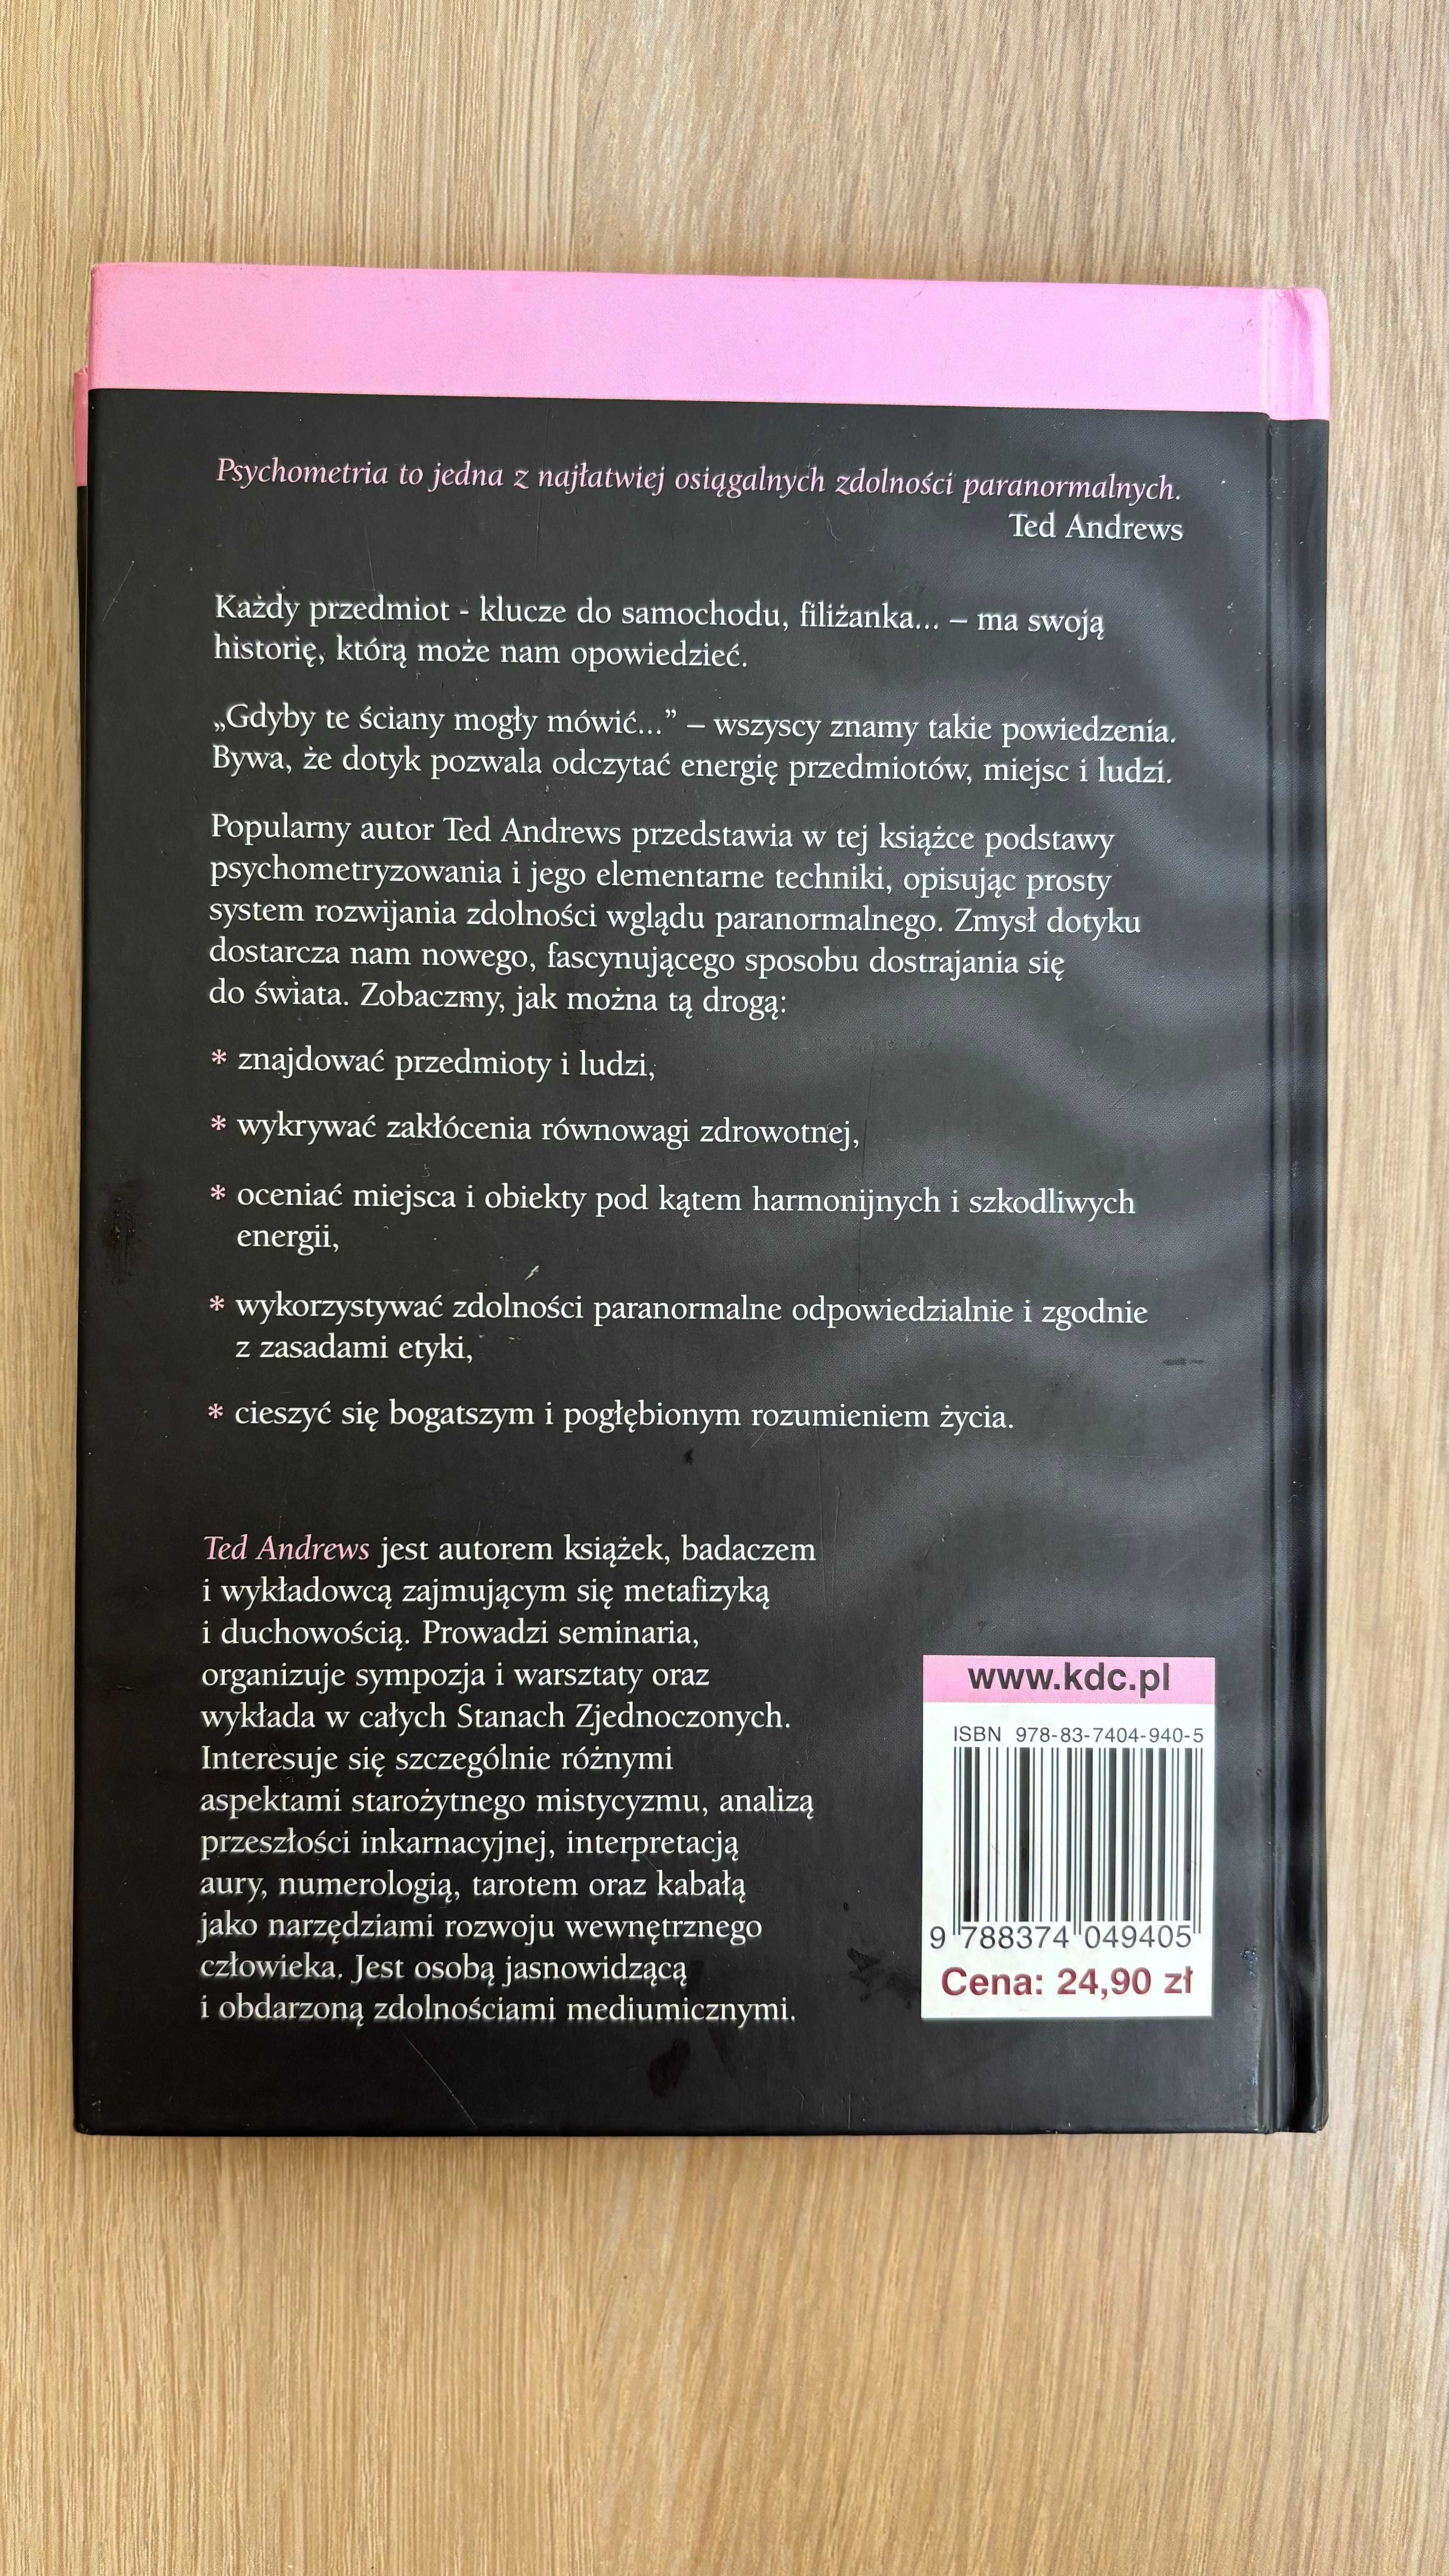 Psychometria to jedna z najłatwiej osiągalnych zdolności paranormalnych.
Ted Andrews
Każdy przedmiot - klucze do samochodu, filiżanka... – ma swoją
historię, którą może nam opowiedzieć.
„Gdyby te ściany mogły mówić...” – wszyscy znamy takie powiedzenia.
Bywa, że dotyk pozwala odczytać energię przedmiotów, miejsc i ludzi.
Popularny autor Ted Andrews przedstawia w tej książce podstawy
psychometryzowania i jego elementarne techniki, opisując prosty
system rozwijania zdolności wglądu paranormalnego. Zmysł dotyku
dostarcza nam nowego, fascynującego sposobu dostrajania się
do świata. Zobaczmy, jak można tą drogą:
* znajdować przedmioty i ludzi,
* wykrywać zakłócenia równowagi zdrowotnej,
* oceniać miejsca i obiekty pod kątem harmonijnych i szkodliwych
energii,
* wykorzystywać zdolności paranormalne odpowiedzialnie i zgodnie
z zasadami etyki,
* cieszyć się bogatszym i pogłębionym rozumieniem życia.
Ted Andrews jest autorem książek, badaczem
i wykładowcą zajmującym się metafizyką
i duchowością. Prowadzi seminaria,
organizuje sympozja i warsztaty oraz
wykłada w całych Stanach Zjednoczonych.
Interesuje się szczególnie różnymi
aspektami starożytnego mistycyzmu, analizą
przeszłości inkarnacyjnej, interpretacją
aury, numerologią, tarotem oraz kabałą
jako narzędziami rozwoju wewnętrznego
człowieka. Jest osobą jasnowidzącą
i obdarzoną zdolnościami mediumicznymi.
www.kdc.pl
ISBN 978-83-7404-940-5
9 788374 049405
Cena: 24,90 zł